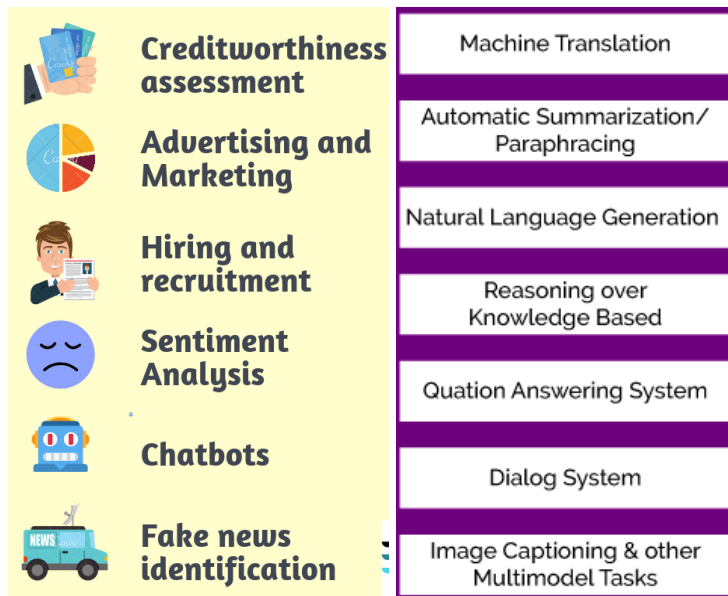 Creditworthiness
assessment
Advertising and
Marketing
Hiring and
recruitment
Sentiment
Analysis
Chatbots
NEWS
Fake news
identification
Machine Translation
Automatic Summarization/
Paraphracing
Natural Language Generation
Reasoning over
Knowledge Based
Quation Answering System
Dialog System
Image Captioning & other
Multimodel Tasks